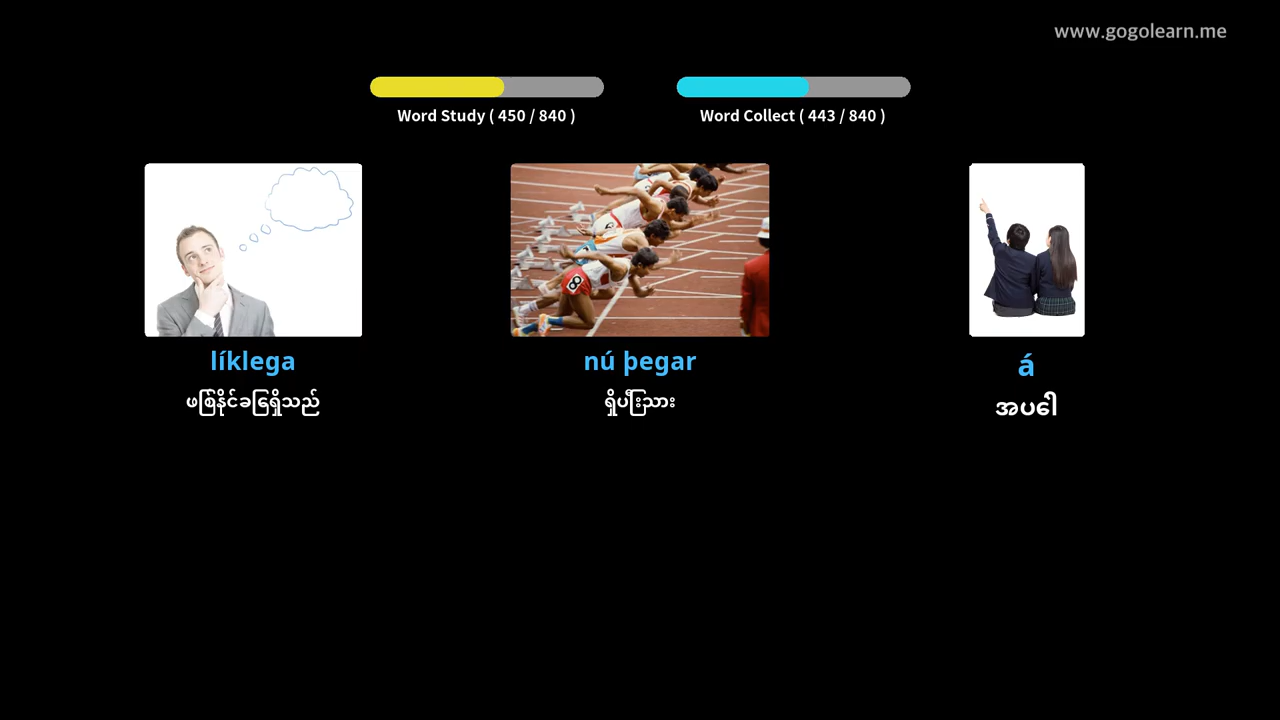 www.gogolearn.me
Word Study ( 450 / 840 )
Word Collect ( 443 / 840 )
líklega
nú þegar
á
ဖြစ်နိုင်ခြေရှိသည်
ရှိပြီးသား
အပေါ်